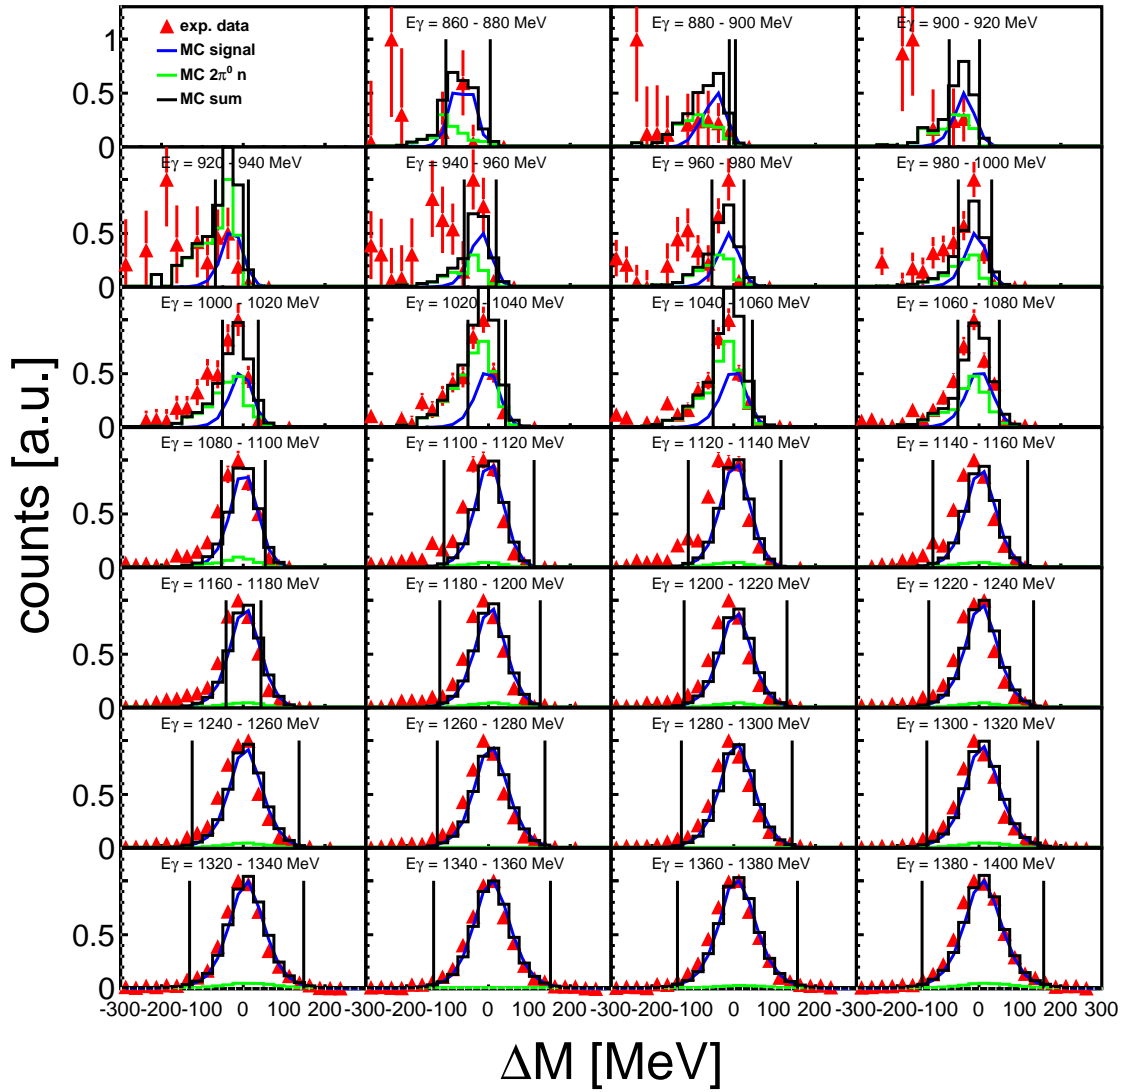 1
0.5
exp. data
MC signal
MC 2π⁰ n
MC sum
Eγ = 860 - 880 MeV
Eγ = 880 - 900 MeV
Eγ = 900 - 920 MeV
0
0.5
Eγ = 920 - 940 MeV
Eγ = 940 - 960 MeV
Eγ = 960 - 980 MeV
Eγ = 980 - 1000 MeV
0
0.5
Eγ = 1000 - 1020 MeV
Eγ = 1020 - 1040 MeV
Eγ = 1040 - 1060 MeV
Eγ = 1060 - 1080 MeV
0
0.5
Eγ = 1080 - 1100 MeV
Eγ = 1100 - 1120 MeV
Eγ = 1120 - 1140 MeV
Eγ = 1140 - 1160 MeV
0
0.5
Eγ = 1160 - 1180 MeV
Eγ = 1180 - 1200 MeV
Eγ = 1200 - 1220 MeV
Eγ = 1220 - 1240 MeV
0
0.5
Eγ = 1240 - 1260 MeV
Eγ = 1260 - 1280 MeV
Eγ = 1280 - 1300 MeV
Eγ = 1300 - 1320 MeV
0
0.5
Eγ = 1320 - 1340 MeV
Eγ = 1340 - 1360 MeV
Eγ = 1360 - 1380 MeV
Eγ = 1380 - 1400 MeV
0
-300-200-100 0 100 200 -300-200-100 0 100 200 -300-200-100 0 100 200 -300-200-100 0 100 200 300
counts [a.u.]
ΔM [MeV]